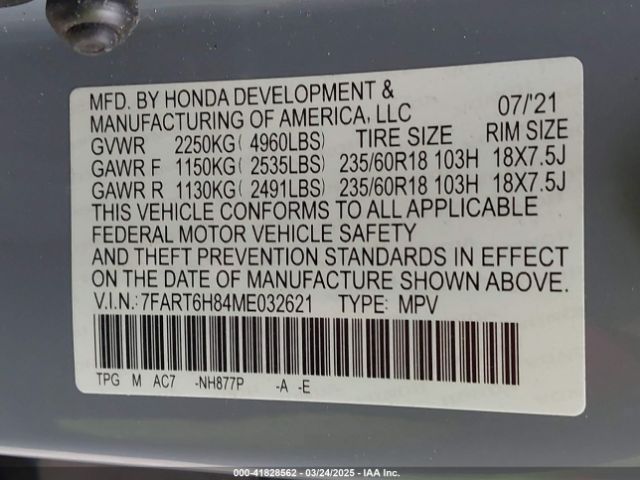 MFD. BY HONDA DEVELOPMENT &
MANUFACTURING OF AMERICA, LLC 07/'21
GVWR 2250KG( 4960LBS) TIRE SIZE RIM SIZE
GAWR F 1150KG( 2535LBS) 235/60R18 103H 18X7.5J
GAWR R 1130KG( 2491LBS) 235/60R18 103H 18X7.5J
THIS VEHICLE CONFORMS TO ALL APPLICABLE
FEDERAL MOTOR VEHICLE SAFETY
AND THEFT PREVENTION STANDARDS IN EFFECT
ON THE DATE OF MANUFACTURE SHOWN ABOVE.
V.I.N.: 7FART6H84ME032621 TYPE: MPV
TPG M AC7 -NH877P -A -E
000-41828562 - 03/24/2025 - IAA Inc.